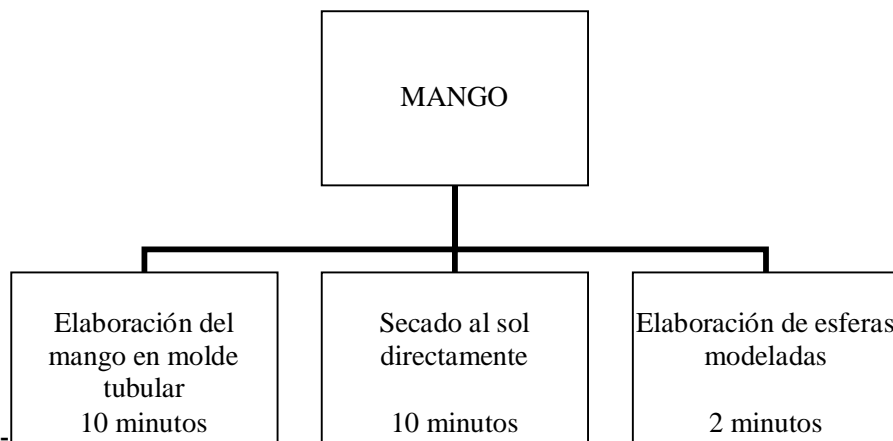 MANGO
Elaboración del
mango en molde
tubular
10 minutos
Secado al sol
directamente
10 minutos
Elaboración de esferas
modeladas
2 minutos
-